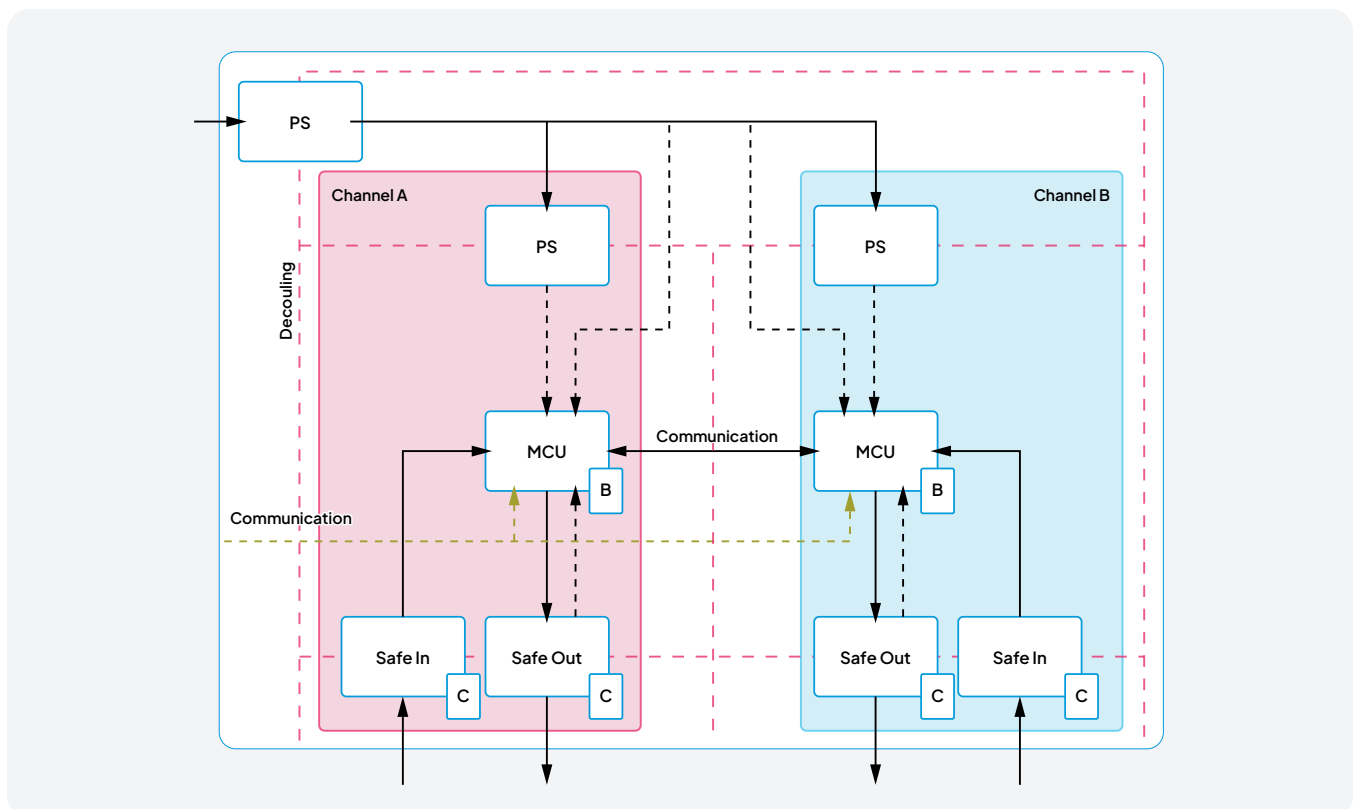 PS
Channel A
Channel B
PS
PS
Decouling
MCU
Communication
MCU
B
B
Communication
Safe In
Safe Out
Safe Out
Safe In
C
C
C
C